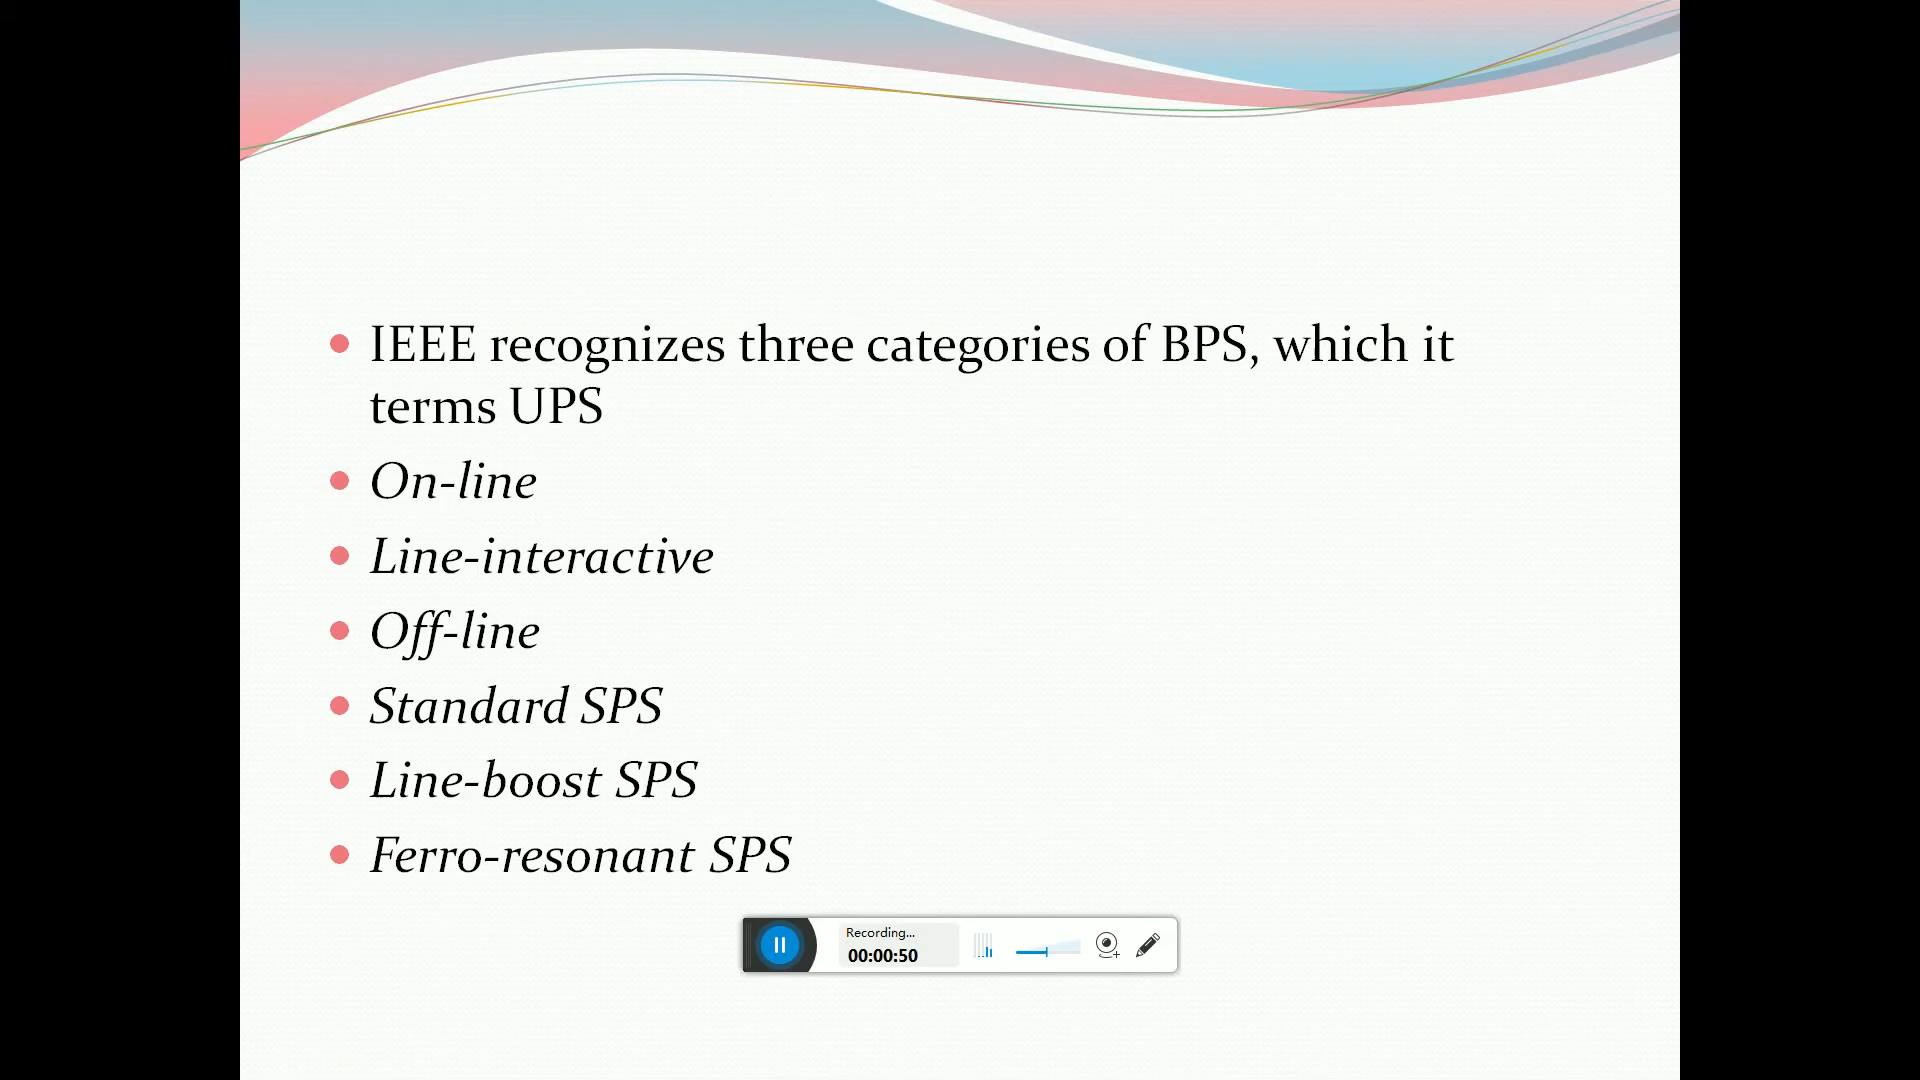 IEEE recognizes three categories of BPS, which it
terms UPS
On-line
Line-interactive
Off-line
Standard SPS
Line-boost SPS
Ferro-resonant SPS
Recording...
00:00:50